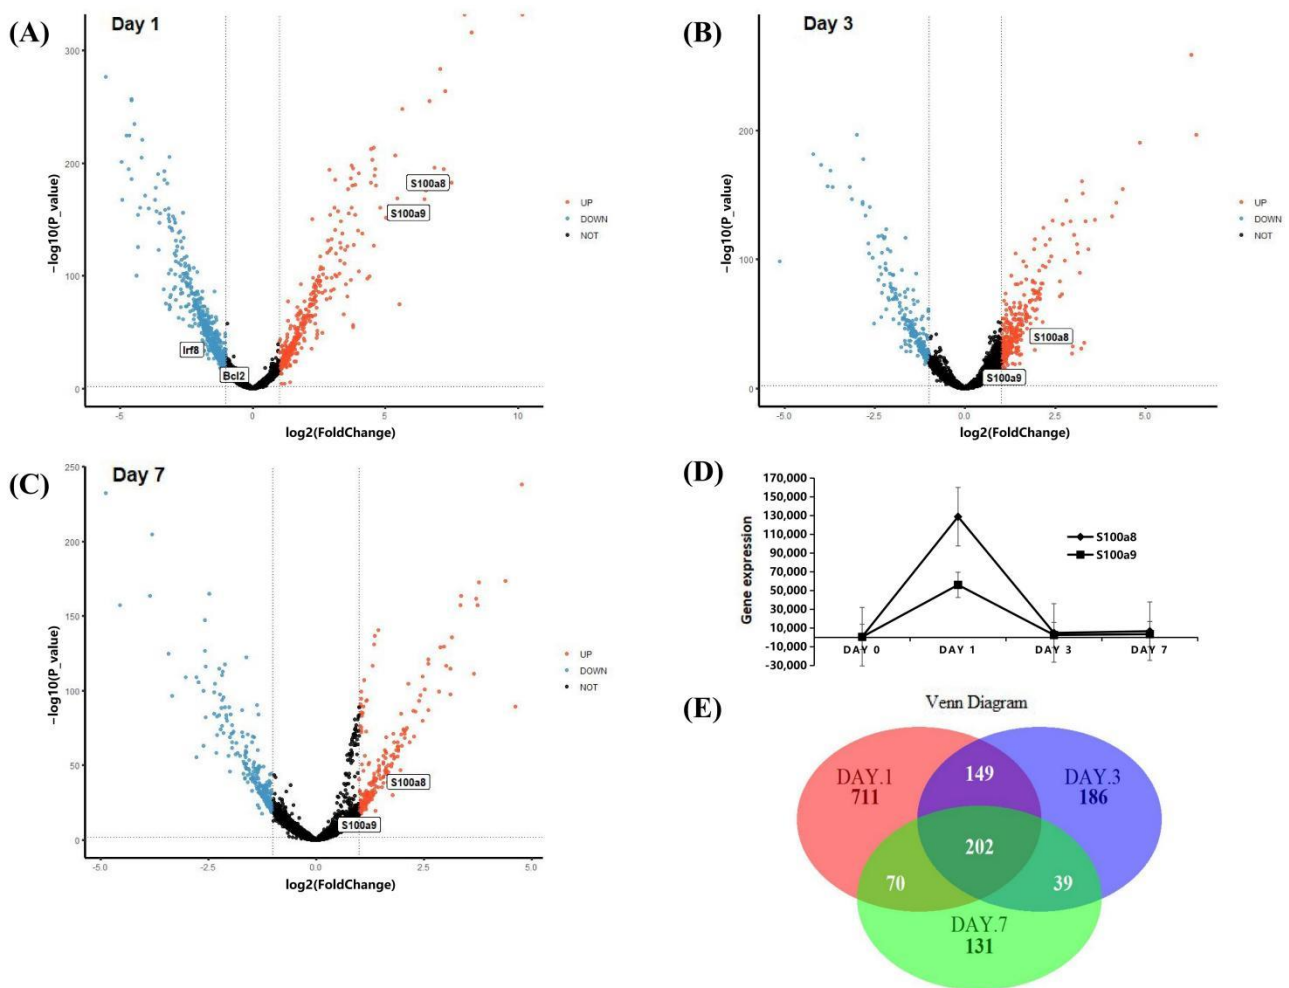 (A)
Day 1
300
200
100
0
-5
0
5
10
−log10(P_value)
log2(FoldChange)
S100a8
S100a9
Irf8
Bcl2
UP
DOWN
NOT
(B)
Day 3
200
100
0
-5.0
-2.5
0.0
2.5
5.0
−log10(P_value)
log2(FoldChange)
S100a8
S100a9
UP
DOWN
NOT
(C)
Day 7
250
200
150
100
50
0
-5.0
-2.5
0.0
2.5
5.0
−log10(P_value)
log2(FoldChange)
S100a8
S100a9
UP
DOWN
NOT
(D)
170,000
150,000
130,000
110,000
90,000
70,000
50,000
30,000
10,000
-10,000
-30,000
Gene expression
DAY 0
DAY 1
DAY 3
DAY 7
S100a8
S100a9
(E)
Venn Diagram
DAY.1
711
149
DAY.3
186
202
70
39
DAY.7
131